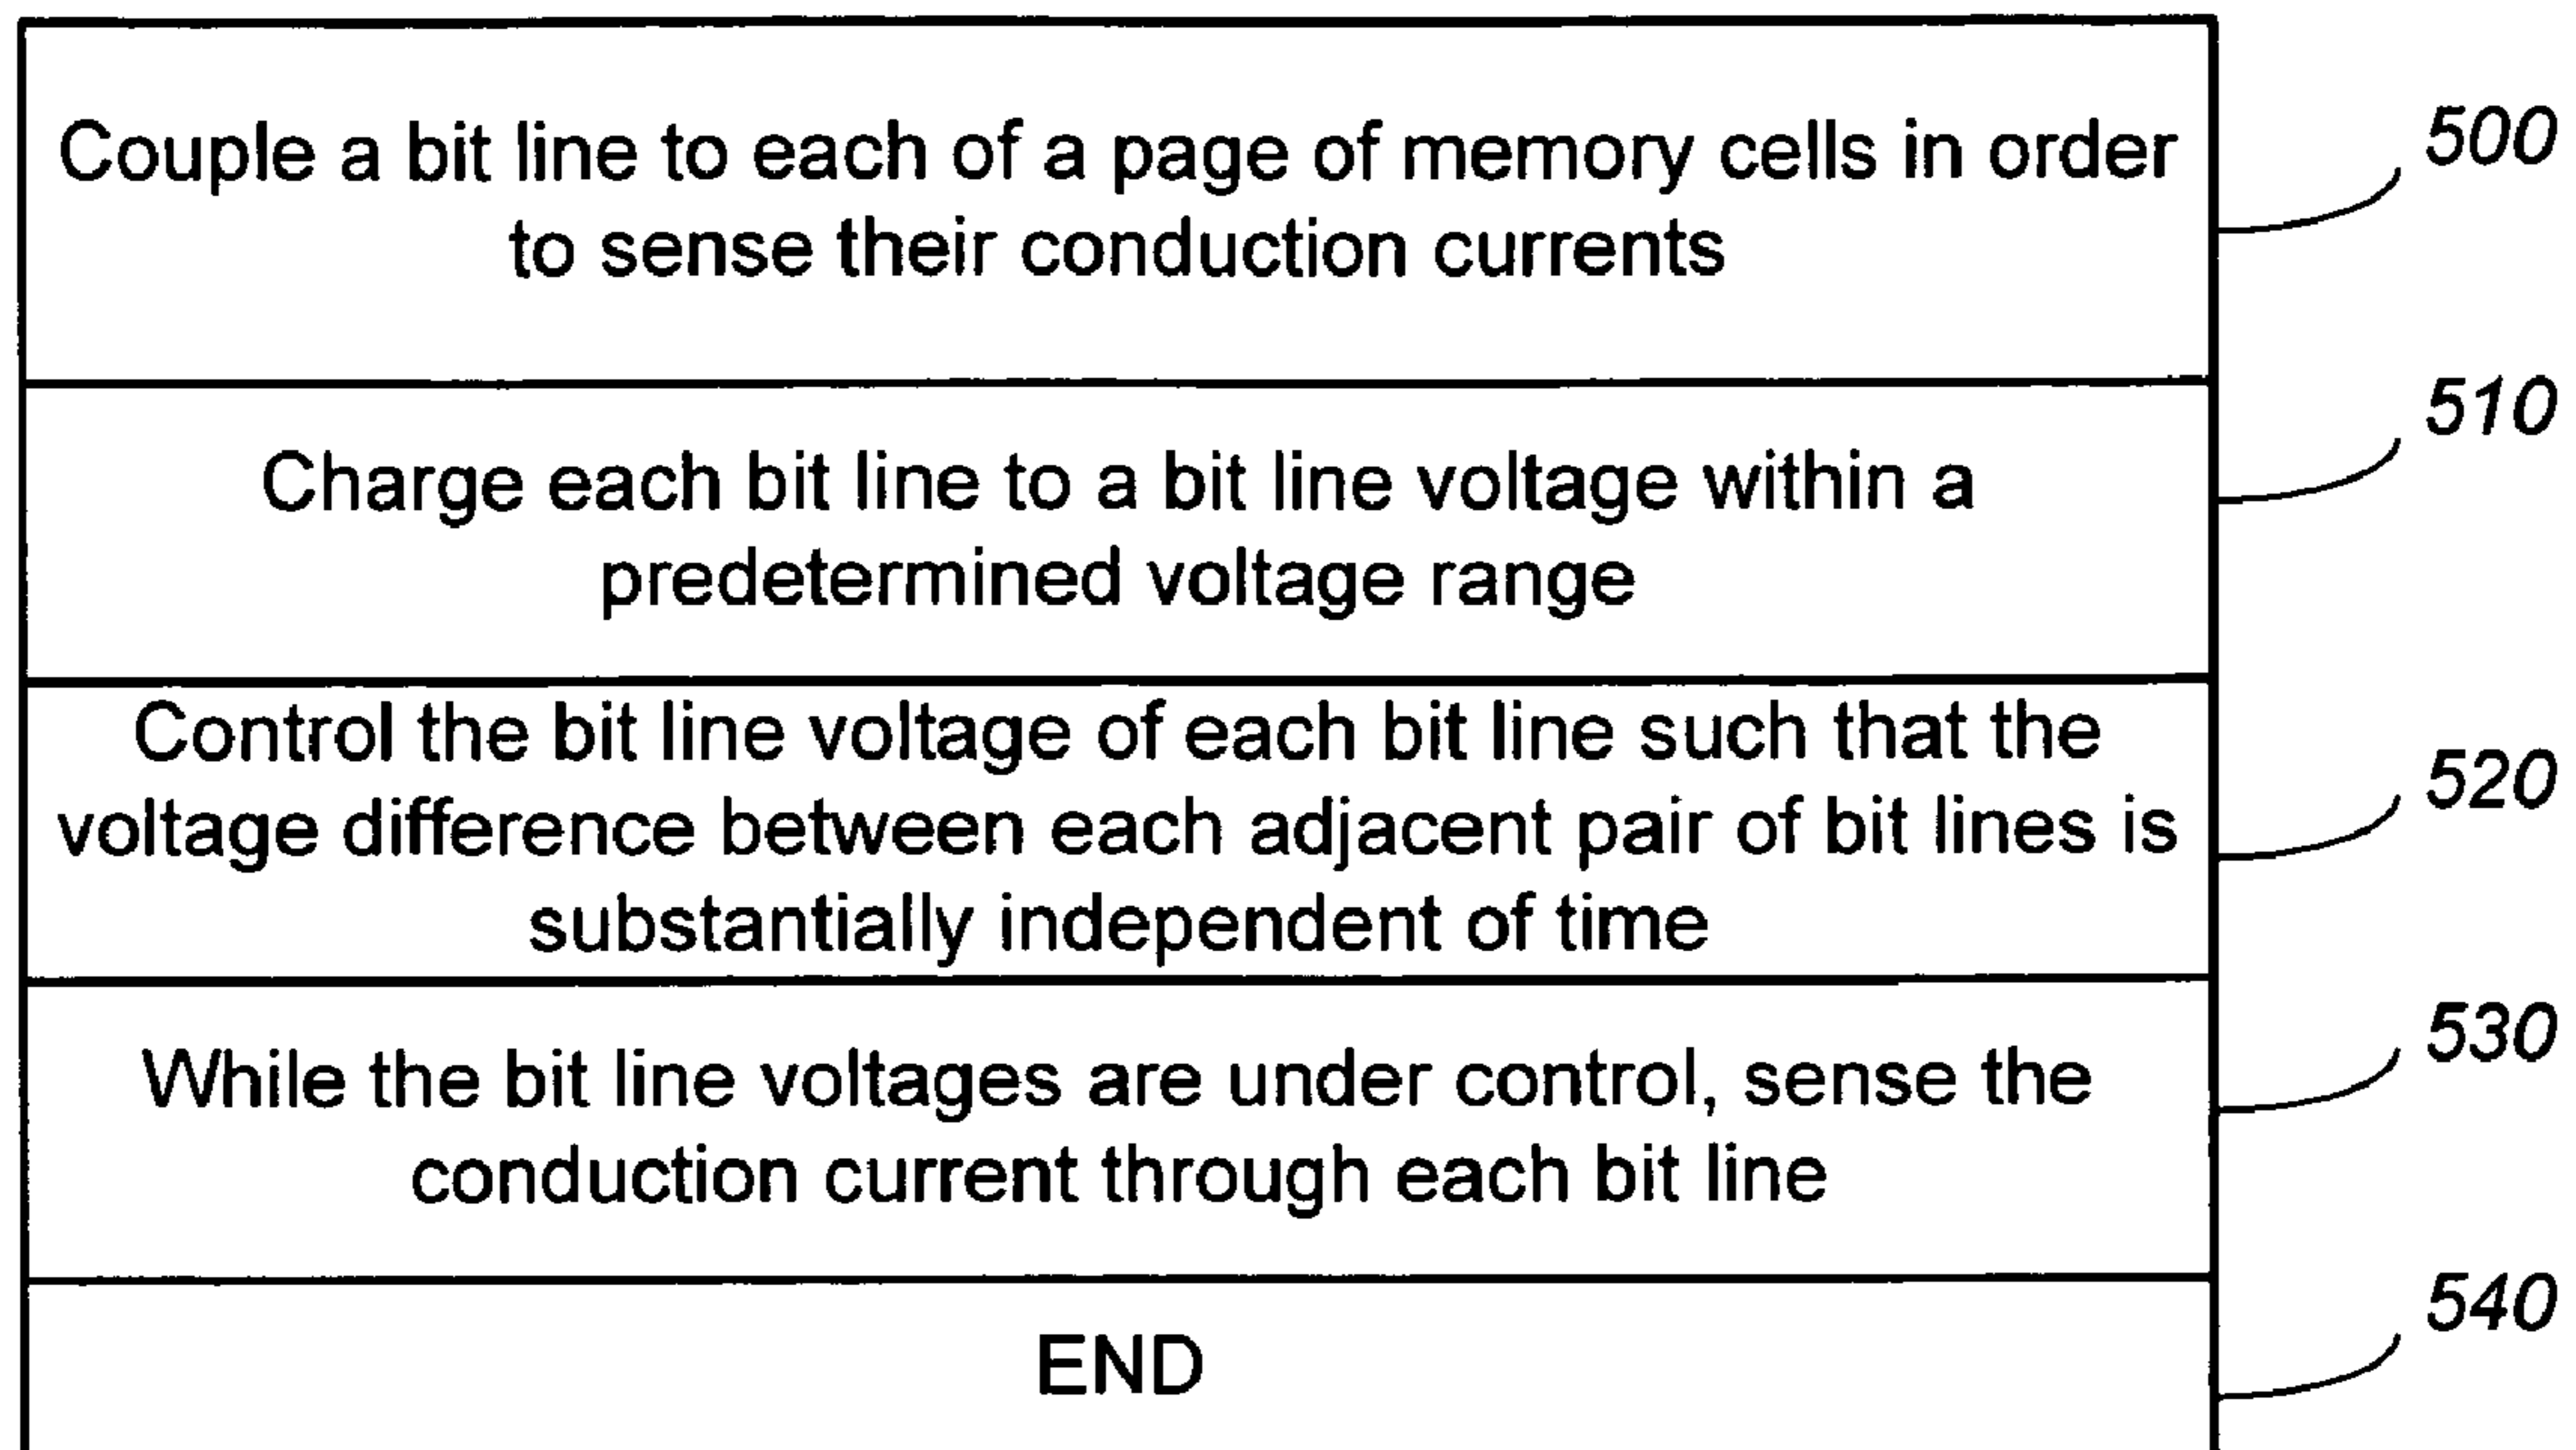 Couple a bit line to each of a page of memory cells in order
to sense their conduction currents
500
Charge each bit line to a bit line voltage within a
predetermined voltage range
510
Control the bit line voltage of each bit line such that the
voltage difference between each adjacent pair of bit lines is
substantially independent of time
520
While the bit line voltages are under control, sense the
conduction current through each bit line
530
END
540